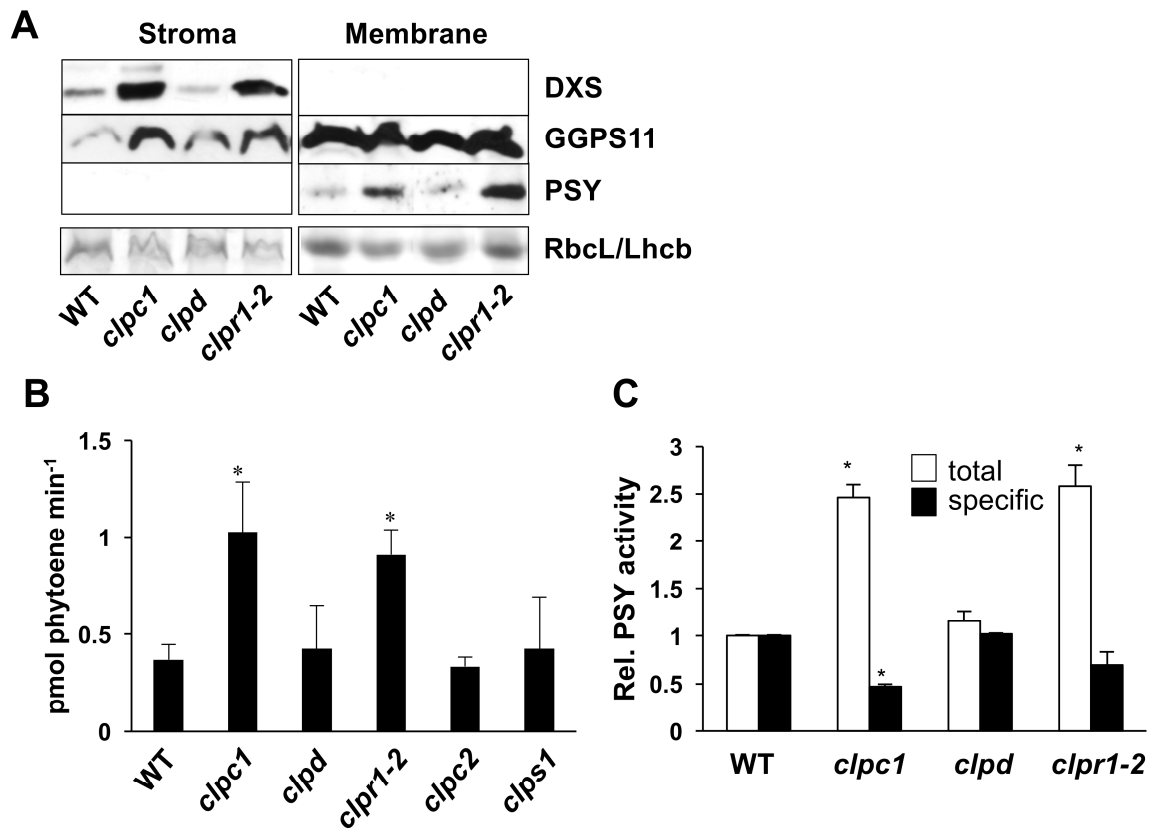 A
Stroma Membrane
DXS
GGPS11
PSY
RbcL/Lhcb
WT clpc1 clpd clpr1-2 WT clpc1 clpd clpr1-2
B
pmol phytoene min⁻¹
1.5
1
0.5
0
* *
WT clpc1 clpd clpr1-2 clpc2 clps1
C
Rel. PSY activity
3
2.5
2
1.5
1
0.5
0
total
specific
* * *
WT clpc1 clpd clpr1-2